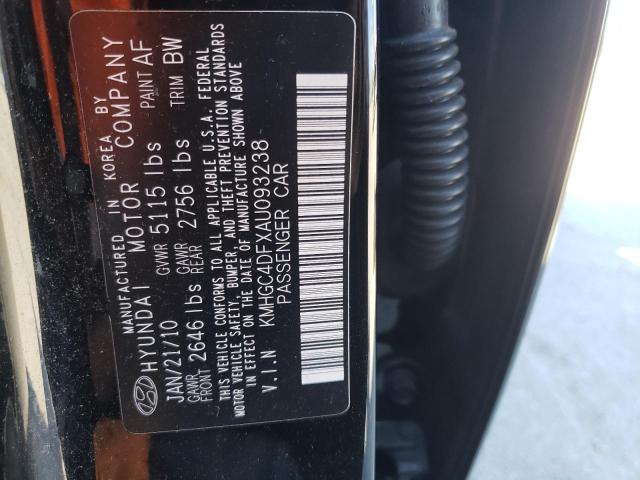 MANUFACTURED IN KOREA BY
HYUNDAI MOTOR COMPANY
JAN/21/10 GVWR 5115 lbs PAINT AF
GAWR FRONT 2646 lbs GAWR REAR 2756 lbs TRIM BW
THIS VEHICLE CONFORMS TO ALL APPLICABLE U.S.A. FEDERAL
MOTOR VEHICLE SAFETY, BUMPER, AND THEFT PREVENTION STANDARDS
IN EFFECT ON THE DATE OF MANUFACTURE SHOWN ABOVE
V.I.N KMHGC4DFXAU093238
PASSENGER CAR